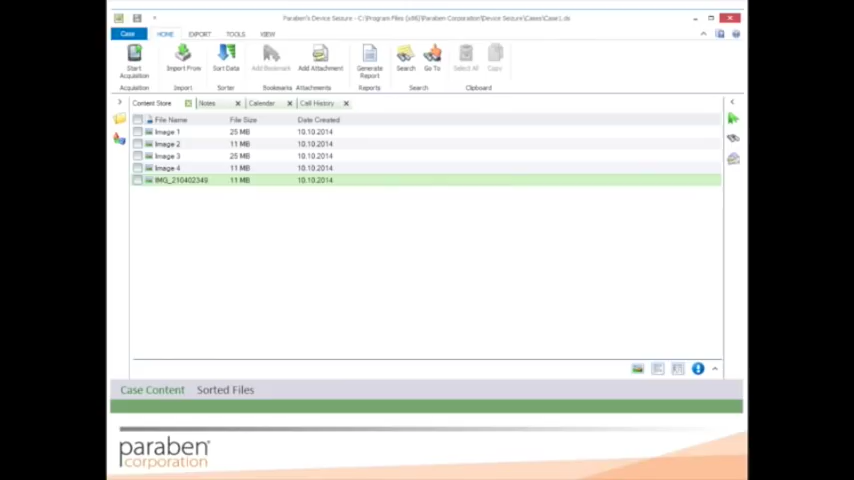 Paraben's Device Seizure - C:\Program Files (x86)\Paraben Corporation\Device Seizure\Cases\Case1.ds
Case HOME EXPORT TOOLS VIEW
Start Acquisition Import From Sort Data Add Bookmark Add Attachment Generate Report Search Go To Select All Copy
Acquisition Import Sorter Bookmarks Attachments Reports Search Clipboard
Content Store Notes Calendar Cell History
File Name File Size Date Created
Image 1 25 MB 10.10.2014
Image 2 11 MB 10.10.2014
Image 3 25 MB 10.10.2014
Image 4 11 MB 10.10.2014
IMG_210402349 11 MB 10.10.2014
Case Content Sorted Files
paraben
corporation